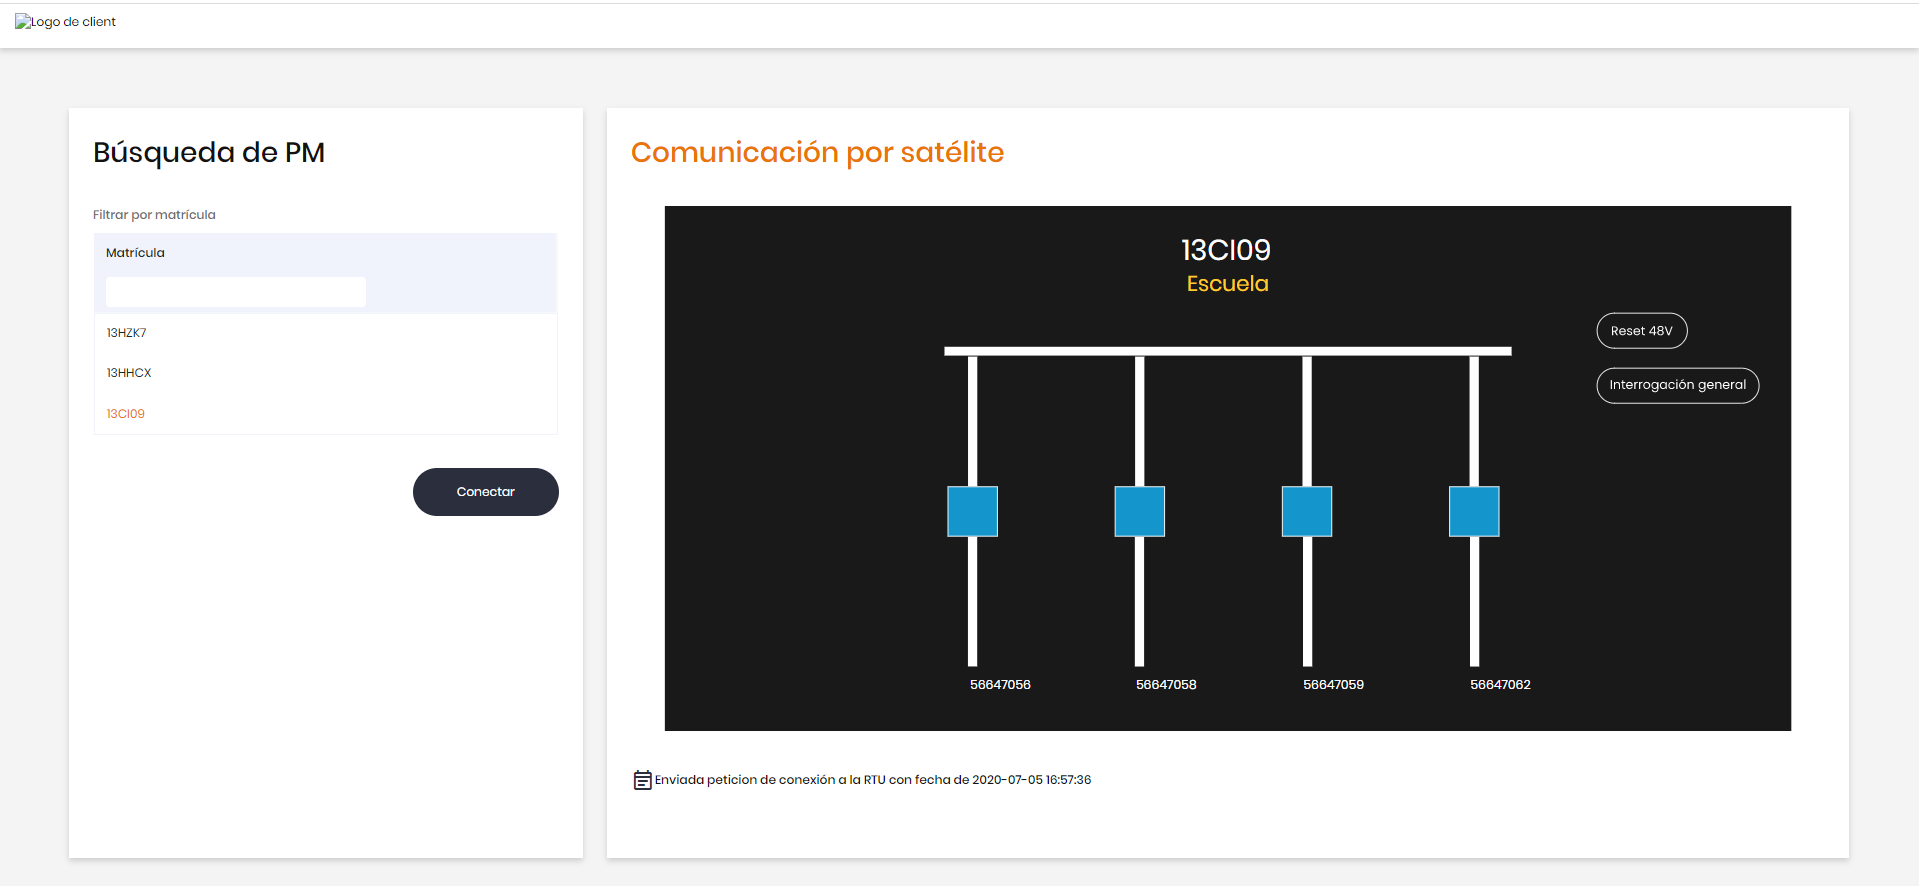 Logo de client
Búsqueda de PM
Filtrar por matrícula
Matrícula
13HZK7
13HHCX
13CI09
Conectar
Comunicación por satélite
13CI09
Escuela
Reset 48V
Interrogación general
56647056 56647058 56647059 56647062
Enviada peticion de conexión a la RTU con fecha de 2020-07-05 16:57:36